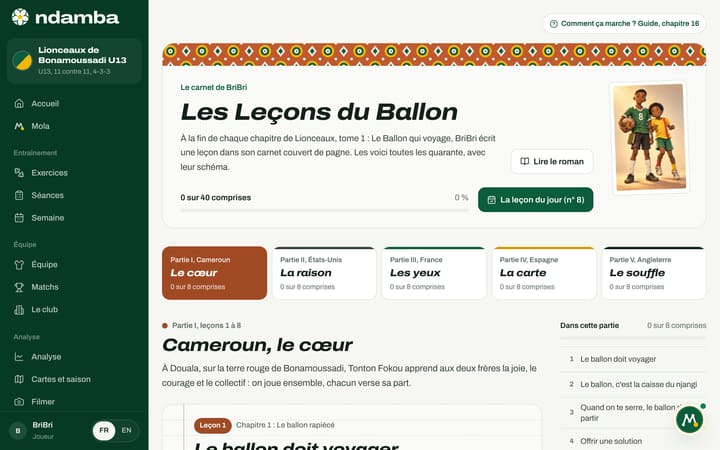 ndamba
Lionceaux de
Bonamoussadi U13
U13, 11 contre 11, 4-3-3
Accueil
Mola
Entraînement
Exercices
Séances
Semaine
Équipe
Équipe
Matchs
Le club
Analyse
Analyse
Cartes et saison
Filmer
B
BriBri
Joueur
FR
EN
Comment ça marche ? Guide, chapitre 16
Le carnet de BriBri
Les Leçons du Ballon
À la fin de chaque chapitre de Lionceaux, tome 1 : Le Ballon qui voyage, BriBri écrit
une leçon dans son carnet couvert de pagne. Les voici toutes les quarante, avec
leur schéma.
Lire le roman
0 sur 40 comprises
0 %
La leçon du jour (n° 8)
8
Partie I, Cameroun
Le cœur
0 sur 8 comprises
Partie II, États-Unis
La raison
0 sur 8 comprises
Partie III, France
Les yeux
0 sur 8 comprises
Partie IV, Espagne
La carte
0 sur 8 comprises
Partie V, Angleterre
Le souffle
0 sur 8 comprises
Partie I, leçons 1 à 8
Cameroun, le cœur
À Douala, sur la terre rouge de Bonamoussadi, Tonton Fokou apprend aux deux frères la joie, le
courage et le collectif : on joue ensemble, chacun verse sa part.
Leçon 1
Chapitre 1 : Le ballon rapiécé
Le ballon doit voyager
Dans cette partie
0 sur 8 comprises
1 Le ballon doit voyager
2 Le ballon, c'est la caisse du njangi
3 Quand on te serre, le ballon
partir
4 Offrir une solution
M